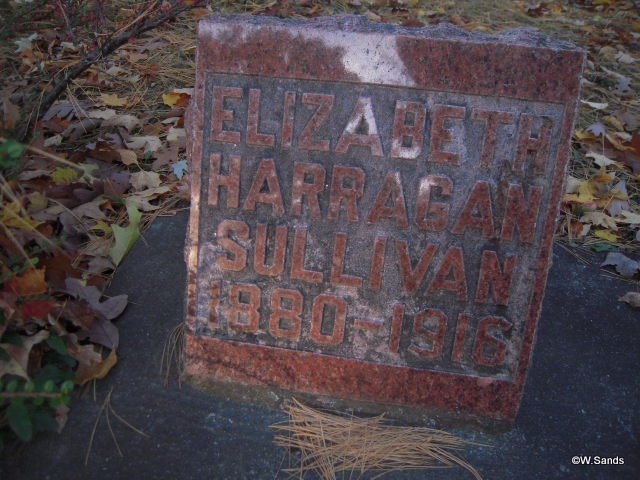 ELIZABETH
HARRAGAN
SULLIVAN
1880-1916
©W.Sands